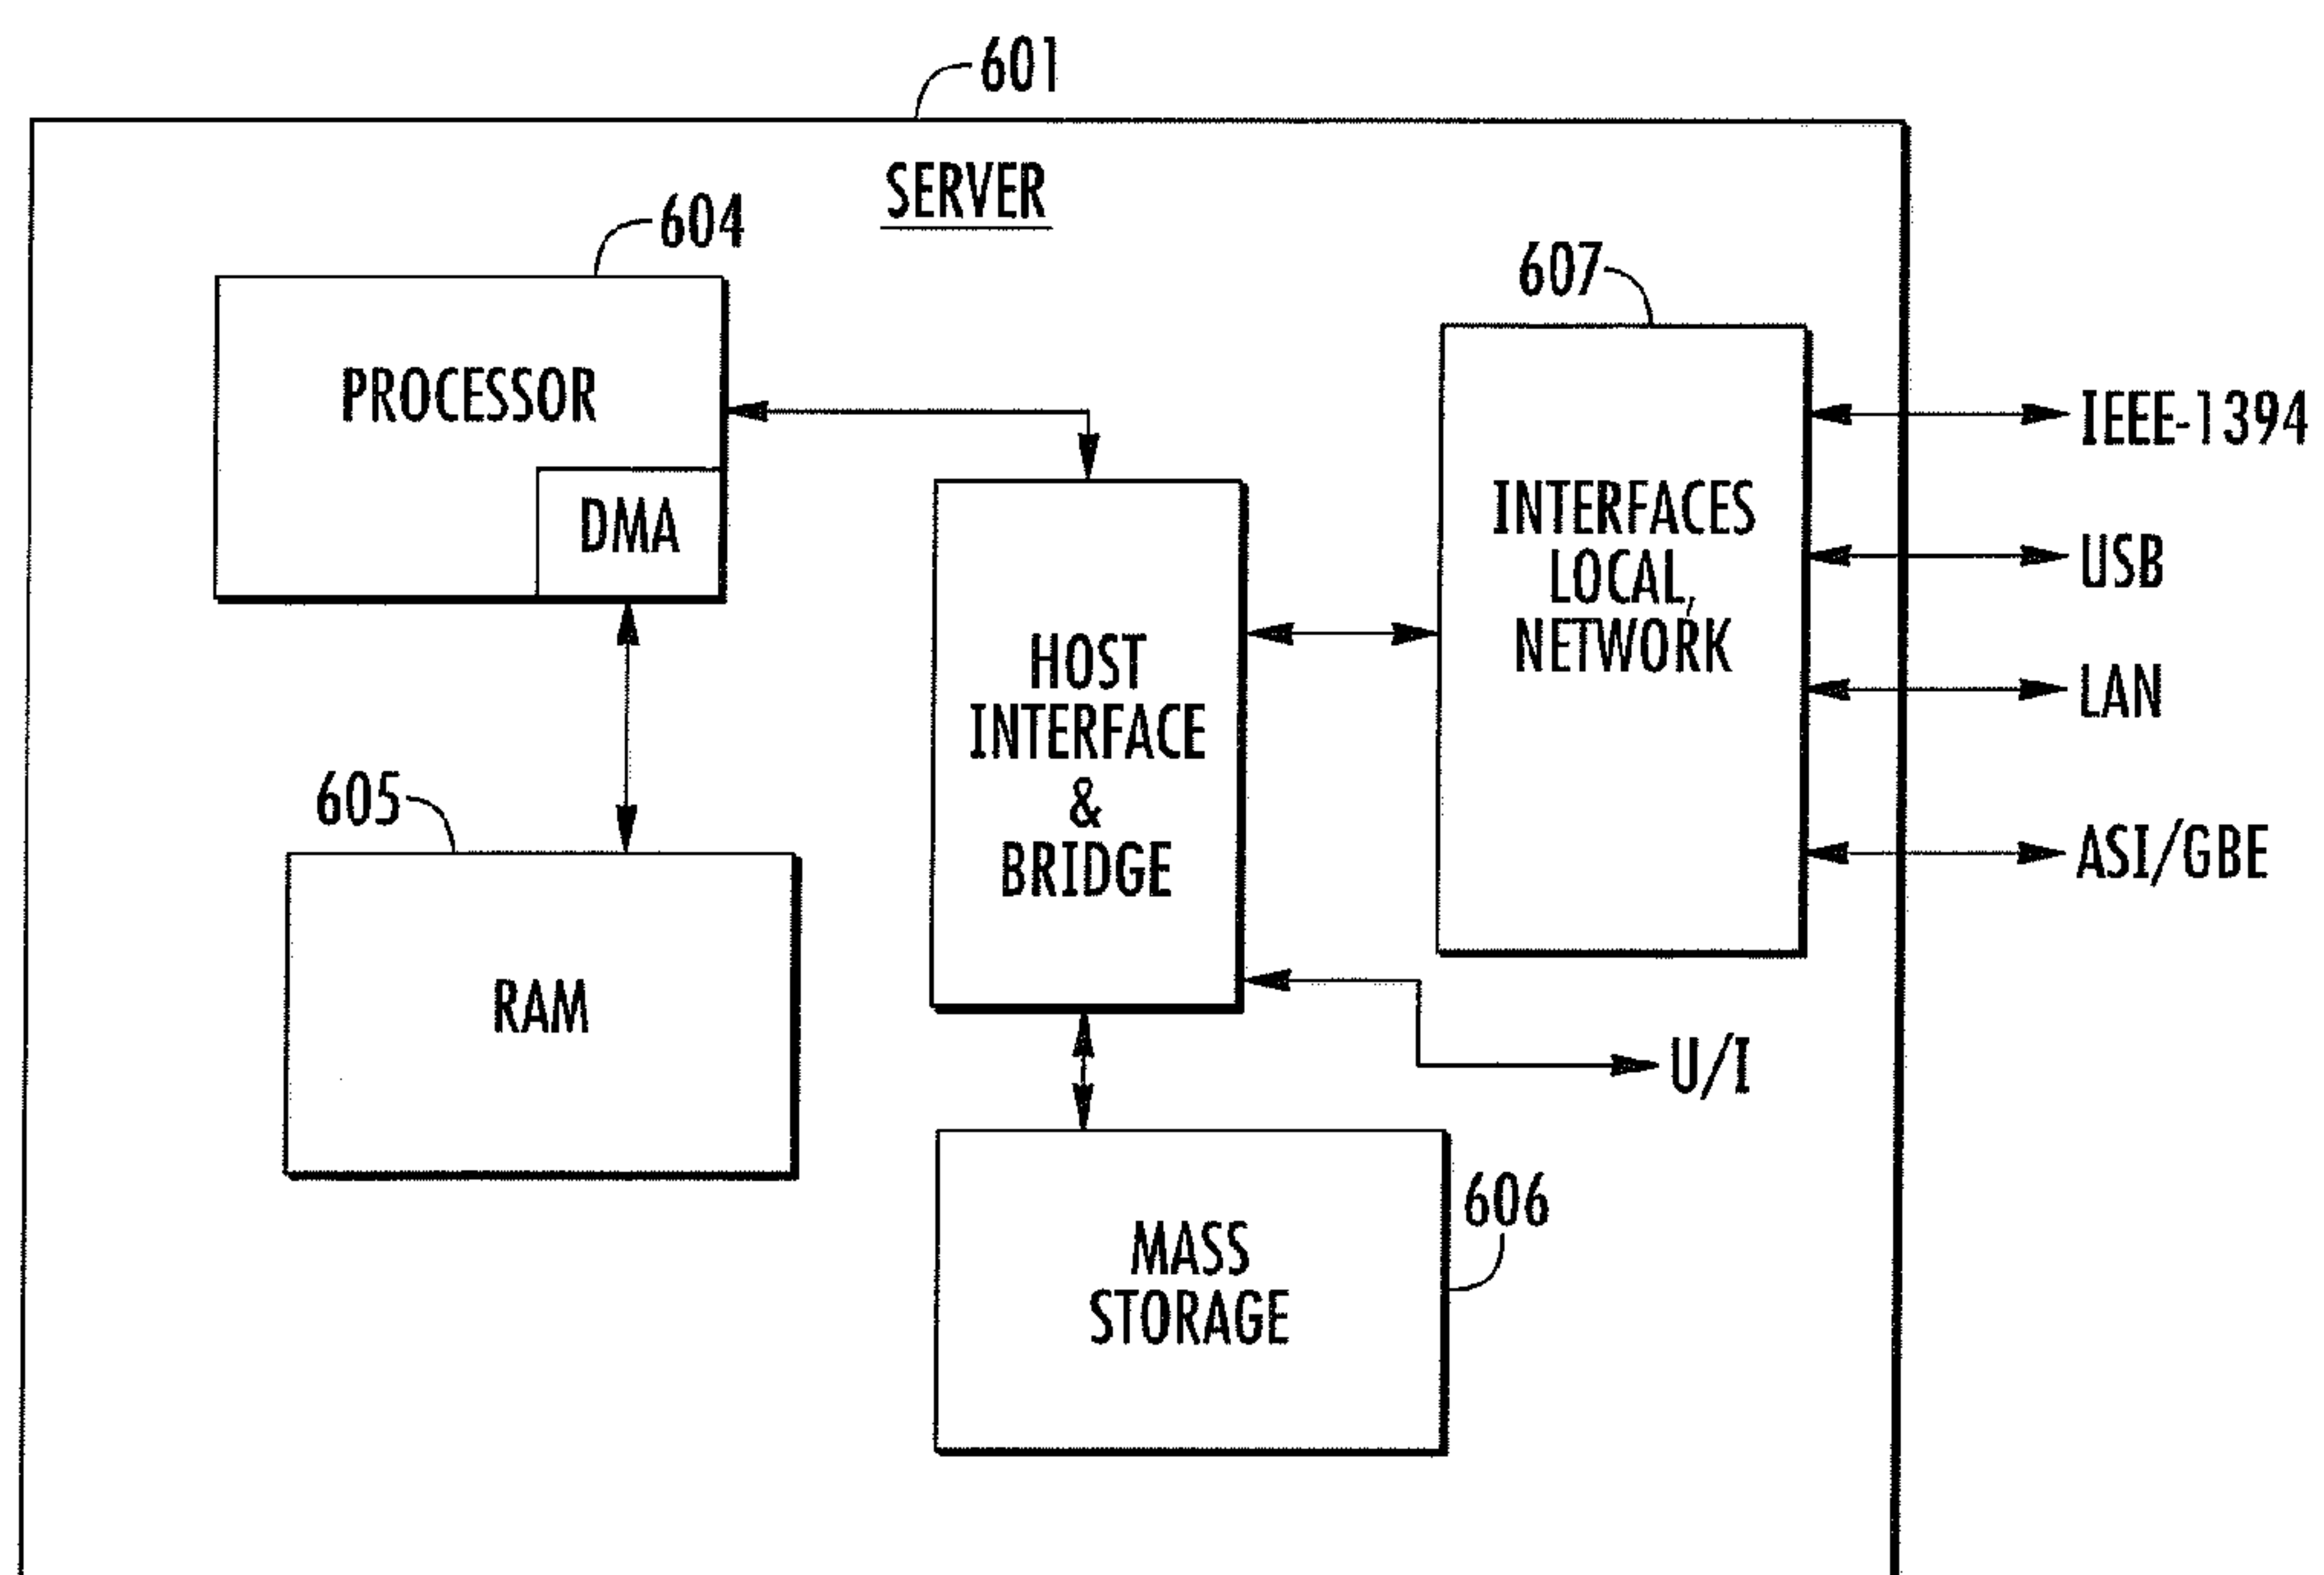 601
SERVER
604
PROCESSOR
DMA
607
INTERFACES
LOCAL,
NETWORK
IEEE-1394
USB
LAN
ASI/GBE
HOST
INTERFACE
&
BRIDGE
605
RAM
U/I
MASS
STORAGE
606